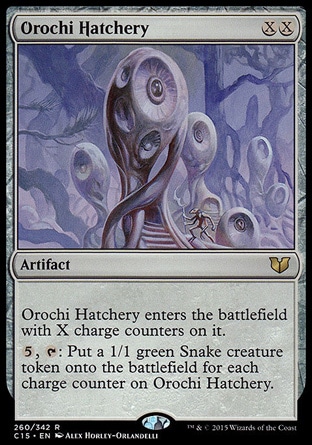 Orochi Hatchery XX
Artifact
Orochi Hatchery enters the battlefield
with X charge counters on it.
5, T: Put a 1/1 green Snake creature
token onto the battlefield for each
charge counter on Orochi Hatchery.
260/342 R
C15 • EN Alex Horley-Orlandelli
™ & © 2015 Wizards of the Coast